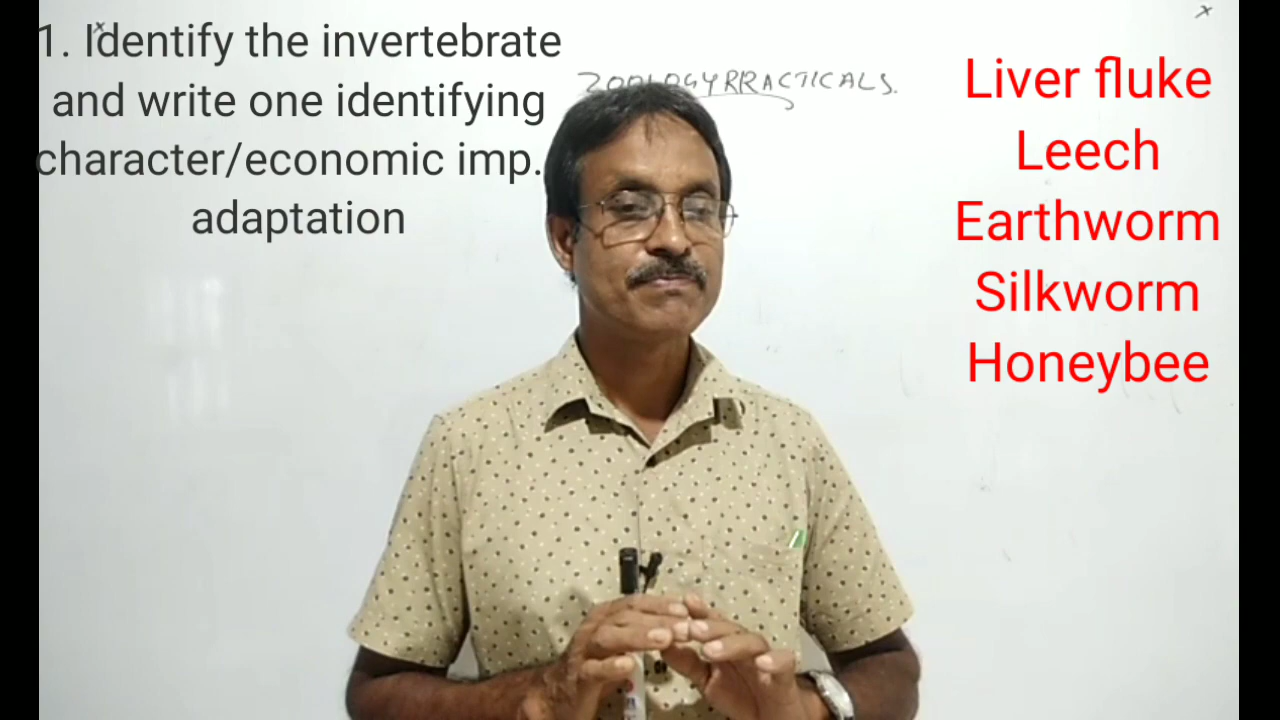 1. Identify the invertebrate
and write one identifying
character/economic imp.
adaptation
ZOOLOGY PRACTICALS.
Liver fluke
Leech
Earthworm
Silkworm
Honeybee